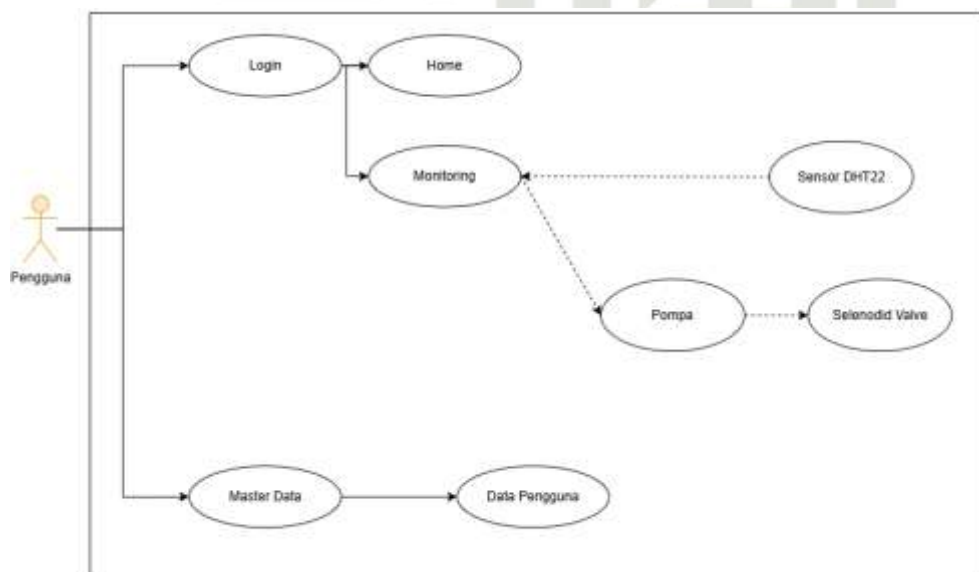 Login
Home
Monitoring
Sensor DHT22
Pengguna
Pompa
Selenodid Valve
Master Data
Data Pengguna